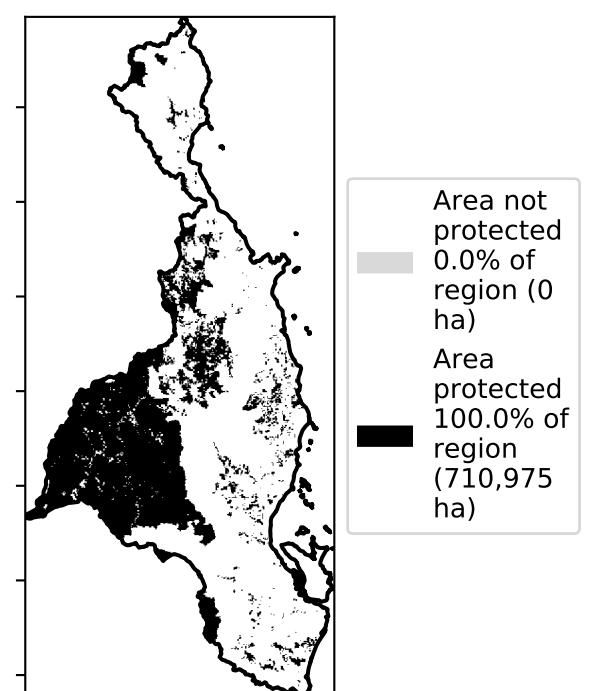 Area not
protected
0.0% of
region (0
ha)
Area
protected
100.0% of
region
(710,975
ha)